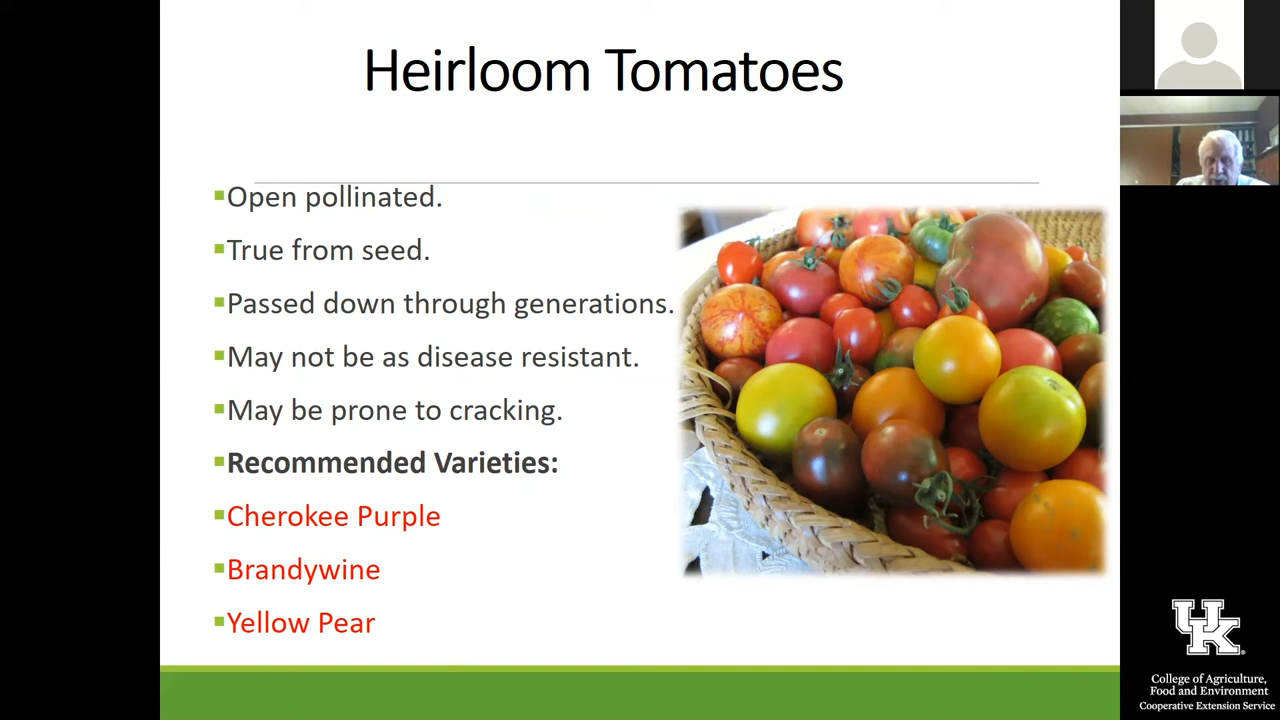 Heirloom Tomatoes
Open pollinated.
True from seed.
Passed down through generations.
May not be as disease resistant.
May be prone to cracking.
Recommended Varieties:
Cherokee Purple
Brandywine
Yellow Pear
UK
College of Agriculture,
Food and Environment
Cooperative Extension Service